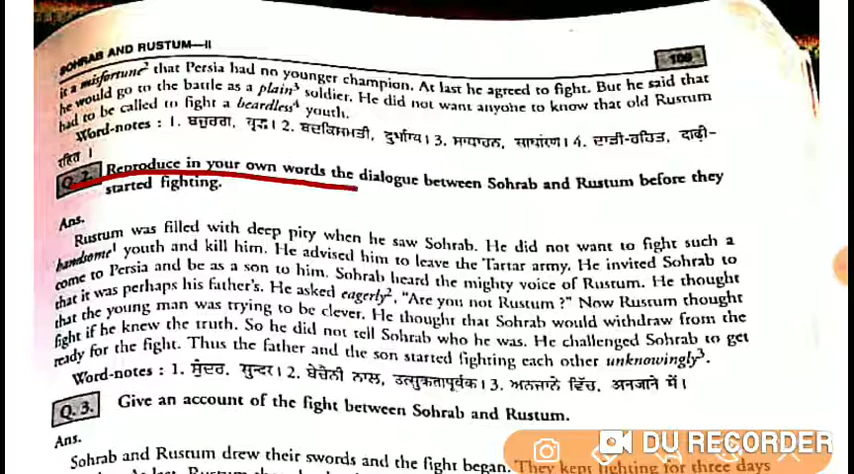 SOHRAB AND RUSTUM—II
109
it a misfortune2 that Persia had no younger champion. At last he agreed to fight. But he said that
he would go to the battle as a plain3 soldier. He did not want anyone to know that old Rustum
had to be called to fight a beardless4 youth.
Word-notes : 1. ਬਜ਼ੁਰਗ, वृद्ध। 2. ਬਦਕਿਸਮਤੀ, दुर्भाग्य। 3. ਸਾਧਾਰਨ, साधारण। 4. ਦਾੜੀ-ਰਹਿਤ, दाढ़ी-
रहित ।
Q. 2. Reproduce in your own words the dialogue between Sohrab and Rustum before they
started fighting.
Ans.
Rustum was filled with deep pity when he saw Sohrab. He did not want to fight such a
handsome1 youth and kill him. He advised him to leave the Tartar army. He invited Sohrab to
come to Persia and be as a son to him. Sohrab heard the mighty voice of Rustum. He thought
that it was perhaps his father's. He asked eagerly2, “Are you not Rustum ?” Now Rustum thought
that the young man was trying to be clever. He thought that Sohrab would withdraw from the
fight if he knew the truth. So he did not tell Sohrab who he was. He challenged Sohrab to get
ready for the fight. Thus the father and the son started fighting each other unknowingly3.
Word-notes : 1. ਸੁੰਦਰ, सुन्दर। 2. ਬੇਚੈਨੀ ਨਾਲ, उत्सुकतापूर्वक। 3. ਅਨਜਾਣੇ ਵਿੱਚ, अनजाने में।
Q. 3. Give an account of the fight between Sohrab and Rustum.
Ans.
Sohrab and Rustum drew their swords and the fight began. They kept fighting for three days
DU RECORDER